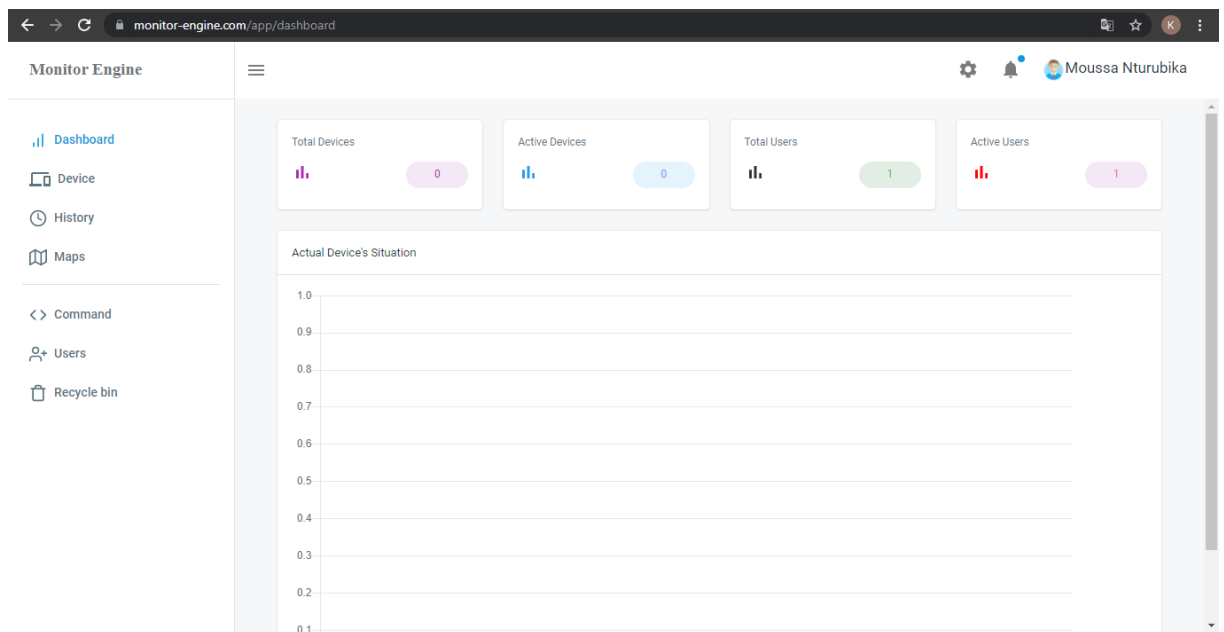 monitor-engine.com/app/dashboard
K
Monitor Engine
Moussa Nturubika
Dashboard
Device
History
Maps
Command
Users
Recycle bin
Total Devices
0
Active Devices
0
Total Users
1
Active Users
1
Actual Device's Situation
1.0
0.9
0.8
0.7
0.6
0.5
0.4
0.3
0.2
0.1